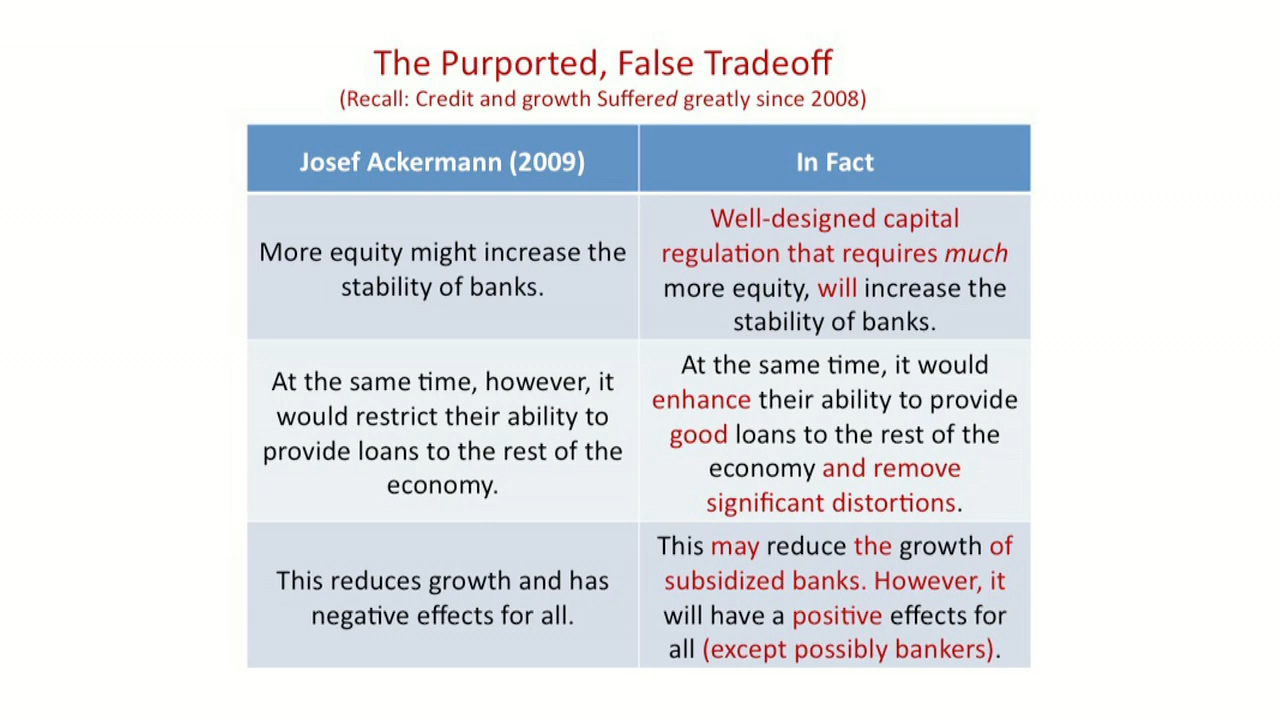 The Purported, False Tradeoff
(Recall: Credit and growth Suffered greatly since 2008)
Josef Ackermann (2009)
In Fact
More equity might increase the
stability of banks.
Well-designed capital
regulation that requires much
more equity, will increase the
stability of banks.
At the same time, however, it
would restrict their ability to
provide loans to the rest of the
economy.
At the same time, it would
enhance their ability to provide
good loans to the rest of the
economy and remove
significant distortions.
This reduces growth and has
negative effects for all.
This may reduce the growth of
subsidized banks. However, it
will have a positive effects for
all (except possibly bankers).